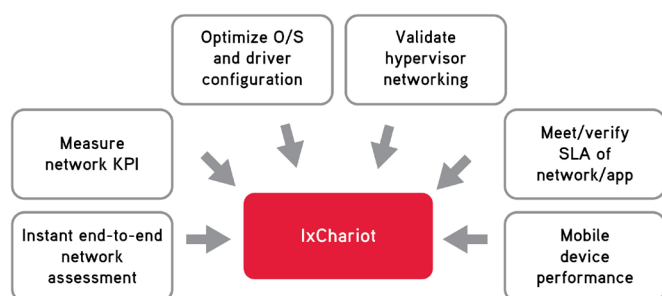 Optimize O/S
and driver
configuration
Validate
hypervisor
networking
Measure
network KPI
Meet/verify
SLA of
network/app
Instant end-to-end
network
assessment
IxChariot
Mobile
device
performance